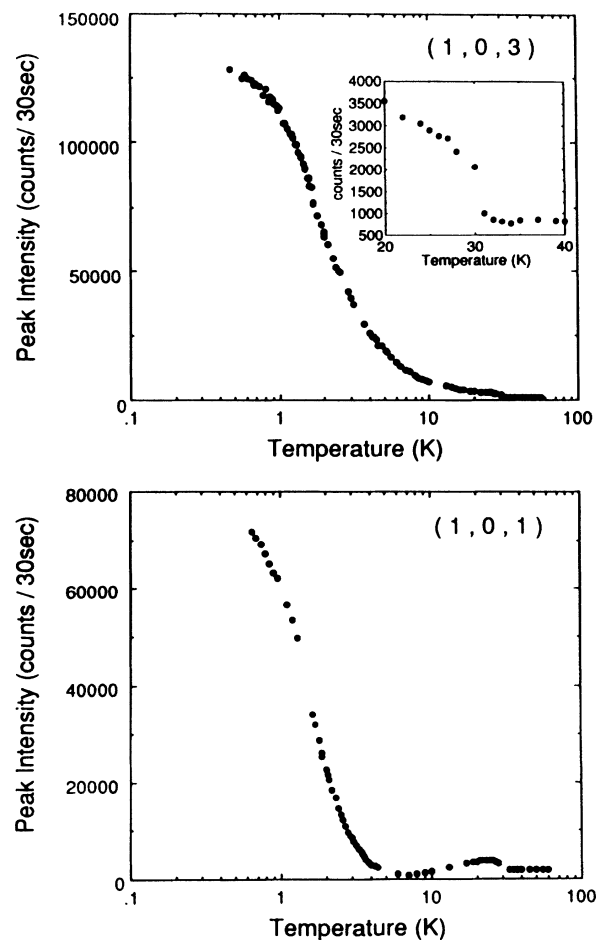 150000
100000
50000
0
Peak Intensity (counts/ 30sec)
(1,0,3)
4000
3500
3000
2500
2000
1500
1000
500
counts / 30sec
20 30 40
Temperature (K)
.1 1 10 100
Temperature (K)
80000
60000
40000
20000
0
Peak Intensity (counts / 30sec)
(1,0,1)
.1 1 10 100
Temperature (K)